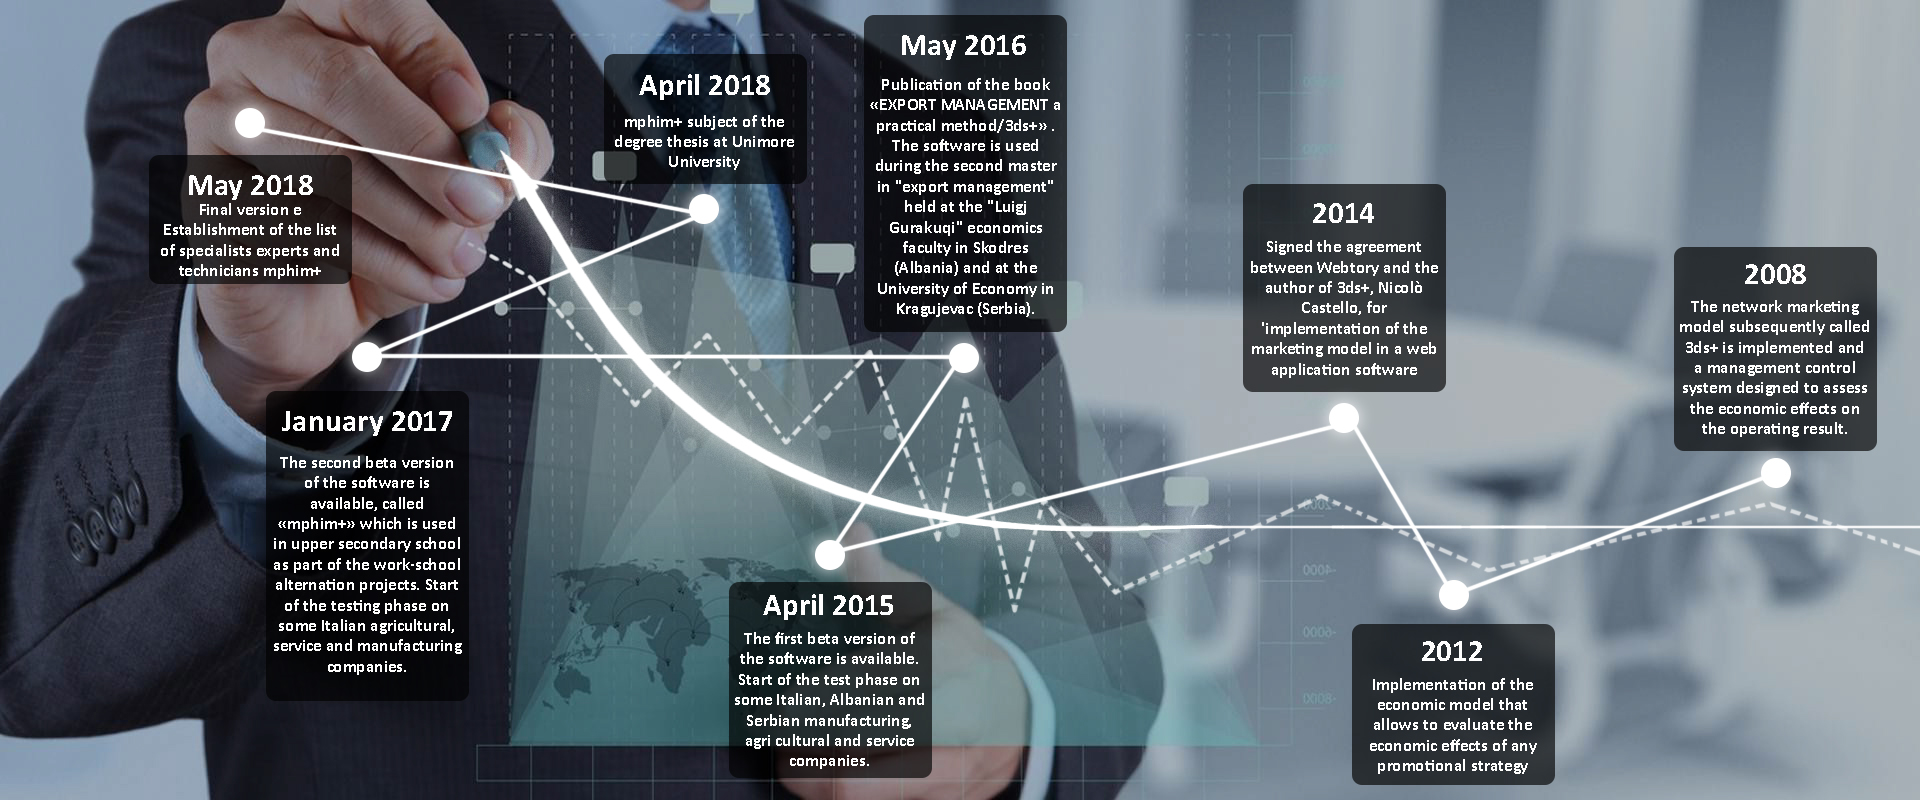 May 2018
Final version e
Establishment of the list
of specialists experts and
technicians mphim+
April 2018
mphim+ subject of the
degree thesis at Unimore
University
January 2017
The second beta version
of the software is
available, called
«mphim+» which is used
in upper secondary school
as part of the work-school
alternation projects. Start
of the testing phase on
some Italian agricultural,
service and manufacturing
companies.
May 2016
Publication of the book
«EXPORT MANAGEMENT a
practical method/3ds+» .
The software is used
during the second master
in "export management"
held at the "Luigj
Gurakuqi" economics
faculty in Skodres
(Albania) and at the
University of Economy in
Kragujevac (Serbia).
April 2015
The first beta version of
the software is available.
Start of the test phase on
some Italian, Albanian and
Serbian manufacturing,
agri cultural and service
companies.
2014
Signed the agreement
between Webtory and the
author of 3ds+, Nicolò
Castello, for
'implementation of the
marketing model in a web
application software
2012
Implementation of the
economic model that
allows to evaluate the
economic effects of any
promotional strategy
2008
The network marketing
model subsequently called
3ds+ is implemented and
a management control
system designed to assess
the economic effects on
the operating result.